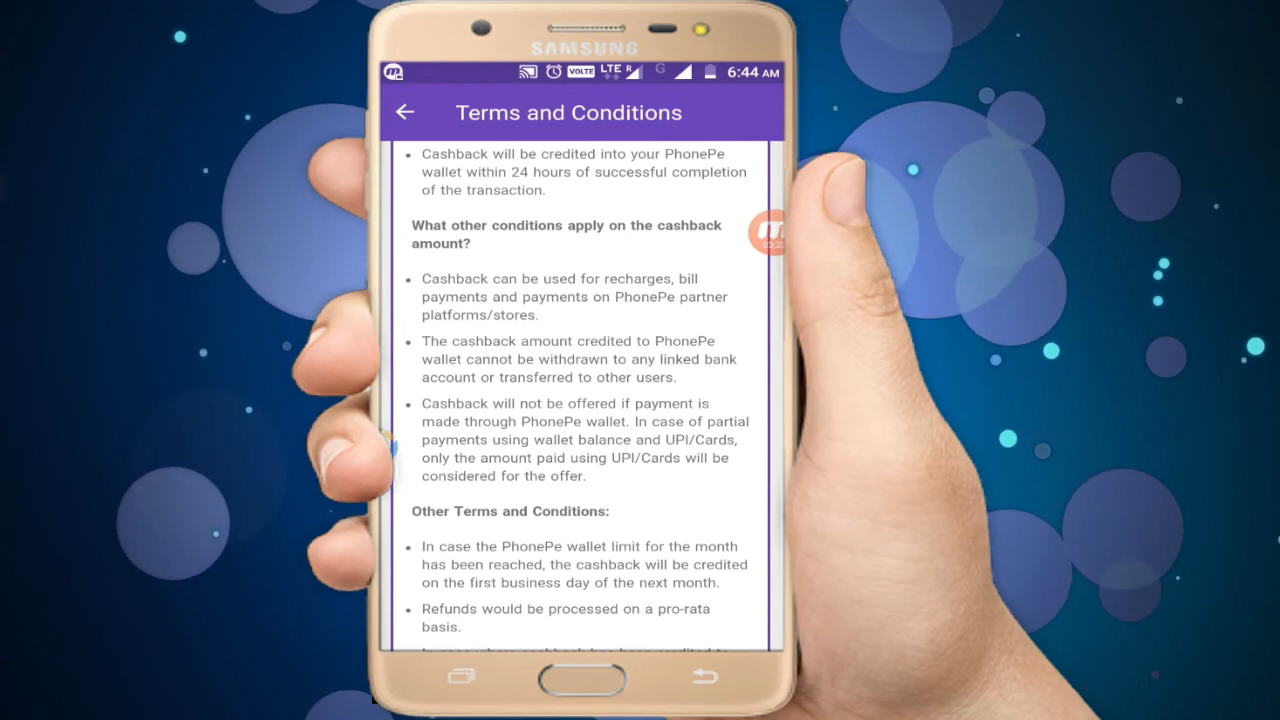 SAMSUNG
VOLTE LTE R G 6:44 AM
Terms and Conditions
• Cashback will be credited into your PhonePe
wallet within 24 hours of successful completion
of the transaction.
What other conditions apply on the cashback
amount?
• Cashback can be used for recharges, bill
payments and payments on PhonePe partner
platforms/stores.
• The cashback amount credited to PhonePe
wallet cannot be withdrawn to any linked bank
account or transferred to other users.
• Cashback will not be offered if payment is
made through PhonePe wallet. In case of partial
payments using wallet balance and UPI/Cards,
only the amount paid using UPI/Cards will be
considered for the offer.
Other Terms and Conditions:
• In case the PhonePe wallet limit for the month
has been reached, the cashback will be credited
on the first business day of the next month.
• Refunds would be processed on a pro-rata
basis.